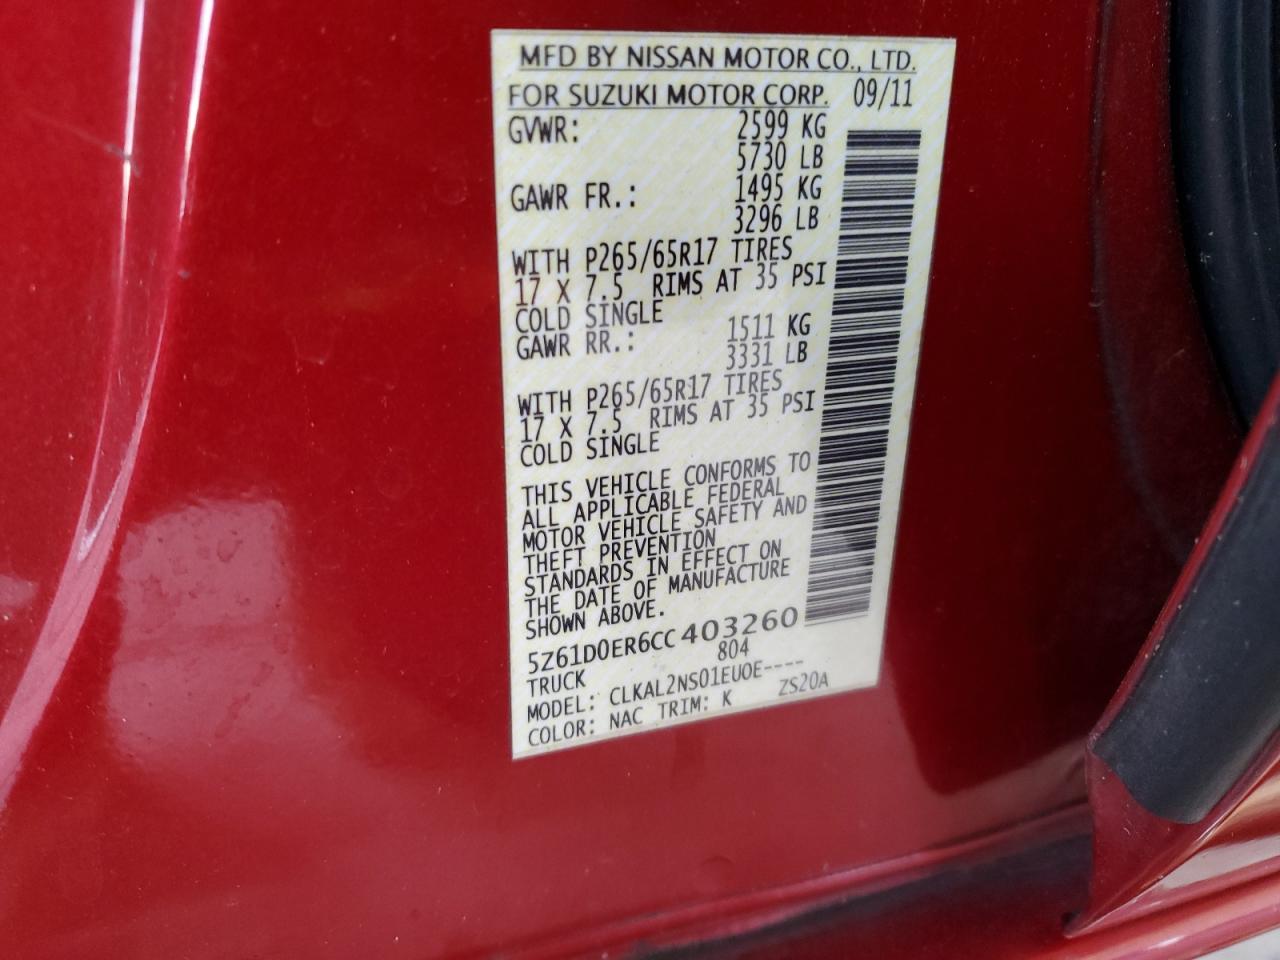 MFD BY NISSAN MOTOR CO., LTD.
FOR SUZUKI MOTOR CORP. 09/11
GVWR: 2599 KG
5730 LB
GAWR FR.: 1495 KG
3296 LB
WITH P265/65R17 TIRES
17 X 7.5 RIMS AT 35 PSI
COLD SINGLE
GAWR RR.: 1511 KG
3331 LB
WITH P265/65R17 TIRES
17 X 7.5 RIMS AT 35 PSI
COLD SINGLE
THIS VEHICLE CONFORMS TO
ALL APPLICABLE FEDERAL
MOTOR VEHICLE SAFETY AND
THEFT PREVENTION
STANDARDS IN EFFECT ON
THE DATE OF MANUFACTURE
SHOWN ABOVE.
5Z61D0ER6CC403260
TRUCK 804
MODEL: CLKAL2NS01EUOE----
COLOR: NAC TRIM: K ZS20A